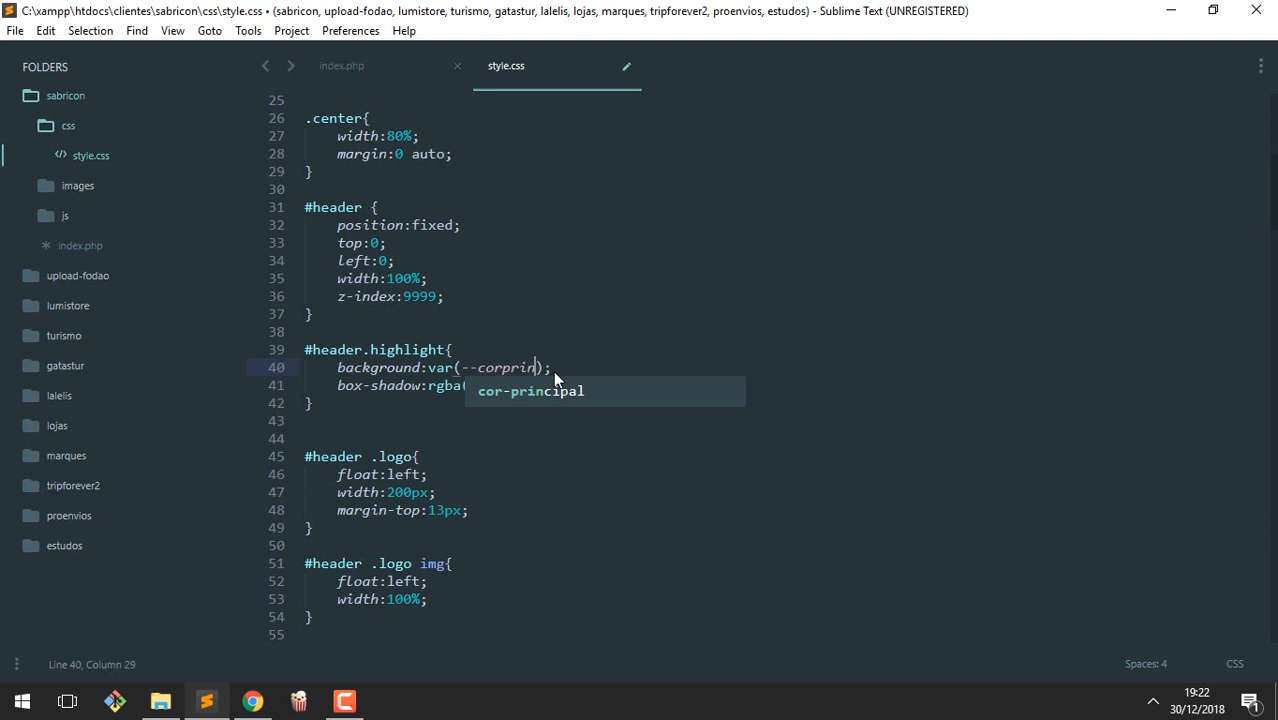 C:\xampp\htdocs\clientes\sabricon\css\style.css • (sabricon, upload-fodao, lumistore, turismo, gatastur, lalelis, lojas, marques, tripforever2, proenvios, estudos) - Sublime Text (UNREGISTERED)
File Edit Selection Find View Goto Tools Project Preferences Help
FOLDERS
sabricon
css
style.css
images
js
index.php
upload-fodao
lumistore
turismo
gatastur
lalelis
lojas
marques
tripforever2
proenvios
estudos
index.php style.css
25
26 .center{
27 width:80%;
28 margin:0 auto;
29 }
30
31 #header {
32 position:fixed;
33 top:0;
34 left:0;
35 width:100%;
36 z-index:9999;
37 }
38
39 #header.highlight{
40 background:var(--corprin);
cor-principal
41 box-shadow:rgba(
42 }
43
44
45 #header .logo{
46 float:left;
47 width:200px;
48 margin-top:13px;
49 }
50
51 #header .logo img{
52 float:left;
53 width:100%;
54 }
55
Line 40, Column 29 Spaces: 4 CSS
19:22
30/12/2018
1